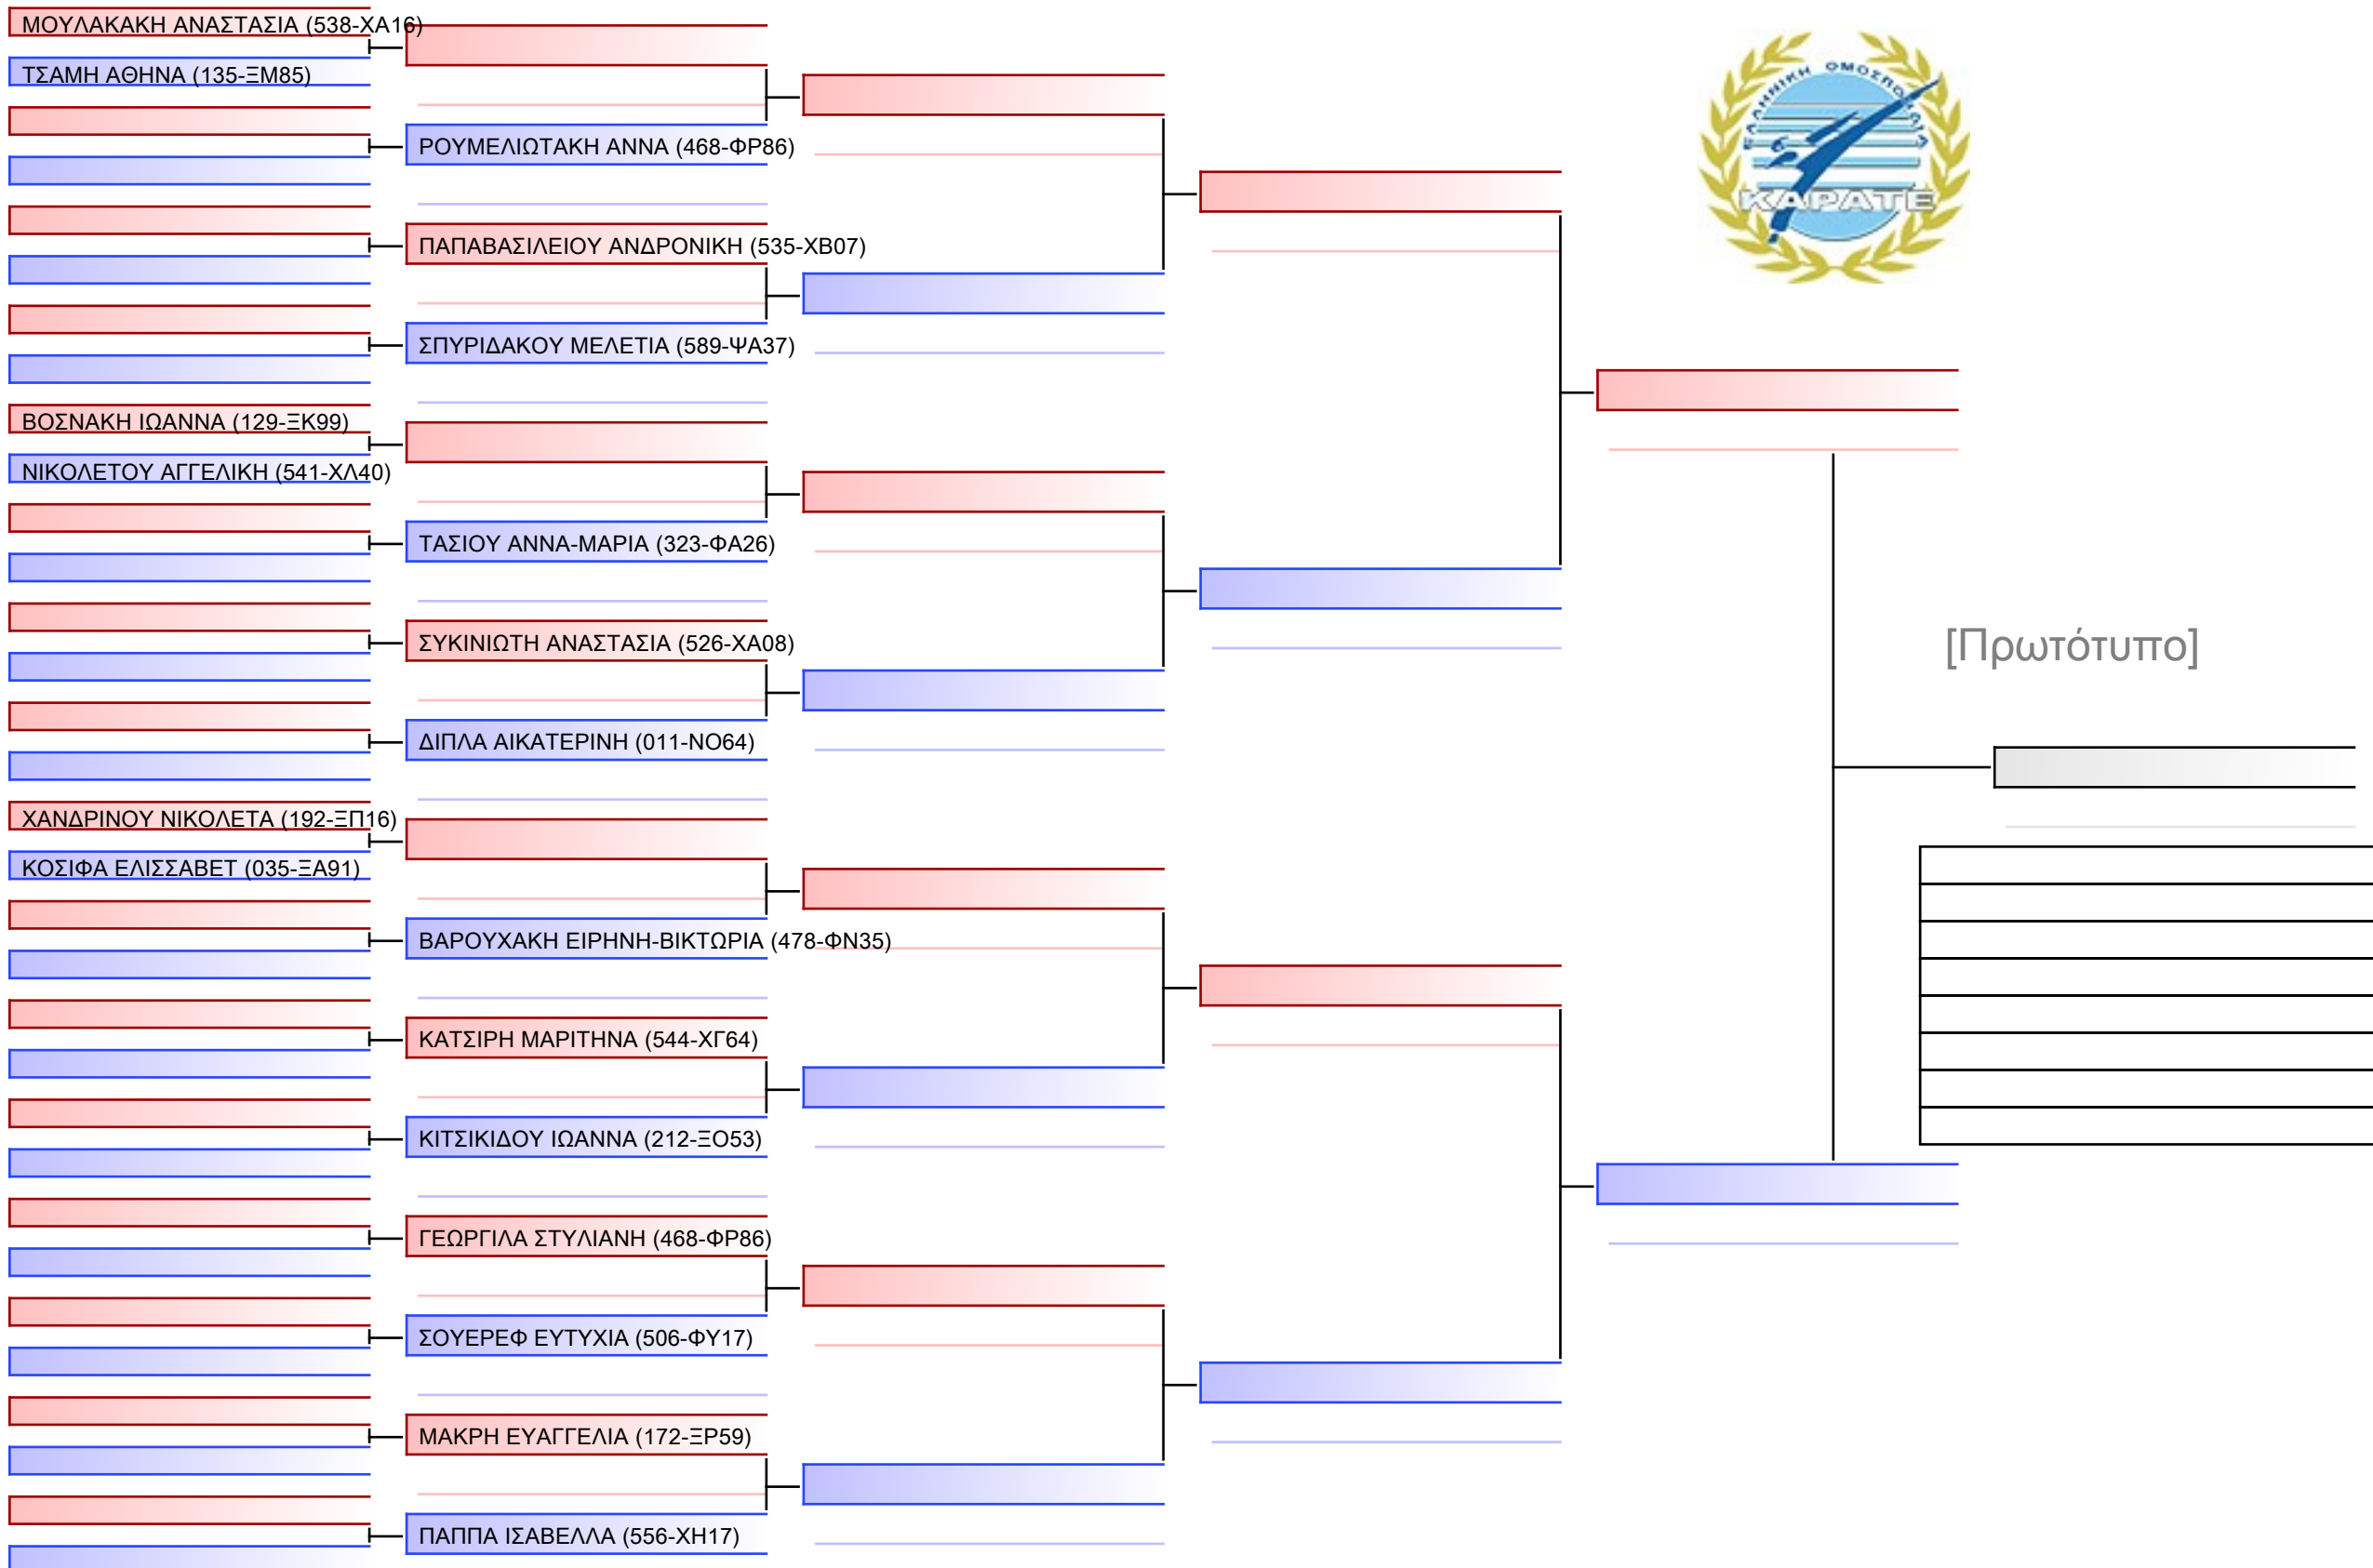 ΜΟΥΛΑΚΑΚΗ ΑΝΑΣΤΑΣΙΑ (538-ΧΑ16)
ΤΣΑΜΗ ΑΘΗΝΑ (135-ΞΜ85)
ΡΟΥΜΕΛΙΩΤΑΚΗ ΑΝΝΑ (468-ΦΡ86)
ΠΑΠΑΒΑΣΙΛΕΙΟΥ ΑΝΔΡΟΝΙΚΗ (535-ΧΒ07)
ΣΠΥΡΙΔΑΚΟΥ ΜΕΛΕΤΙΑ (589-ΨΑ37)
ΒΟΣΝΑΚΗ ΙΩΑΝΝΑ (129-ΞΚ99)
ΝΙΚΟΛΕΤΟΥ ΑΓΓΕΛΙΚΗ (541-ΧΛ40)
ΤΑΣΙΟΥ ΑΝΝΑ-ΜΑΡΙΑ (323-ΦΑ26)
ΣΥΚΙΝΙΩΤΗ ΑΝΑΣΤΑΣΙΑ (526-ΧΑ08)
ΔΙΠΛΑ ΑΙΚΑΤΕΡΙΝΗ (011-ΝΟ64)
ΧΑΝΔΡΙΝΟΥ ΝΙΚΟΛΕΤΑ (192-ΞΠ16)
ΚΟΣΙΦΑ ΕΛΙΣΣΑΒΕΤ (035-ΞΑ91)
ΒΑΡΟΥΧΑΚΗ ΕΙΡΗΝΗ-ΒΙΚΤΩΡΙΑ (478-ΦΝ35)
ΚΑΤΣΙΡΗ ΜΑΡΙΤΗΝΑ (544-ΧΓ64)
ΚΙΤΣΙΚΙΔΟΥ ΙΩΑΝΝΑ (212-ΞΟ53)
ΓΕΩΡΓΙΛΑ ΣΤΥΛΙΑΝΗ (468-ΦΡ86)
ΣΟΥΕΡΕΦ ΕΥΤΥΧΙΑ (506-ΦΥ17)
ΜΑΚΡΗ ΕΥΑΓΓΕΛΙΑ (172-ΞΡ59)
ΠΑΠΠΑ ΙΣΑΒΕΛΛΑ (556-ΧΗ17)
ΕΛΛΗΝΙΚΗ ΟΜΟΣΠΟΝΔΙΑ
ΚΑΡΑΤΕ
[Πρωτότυπο]